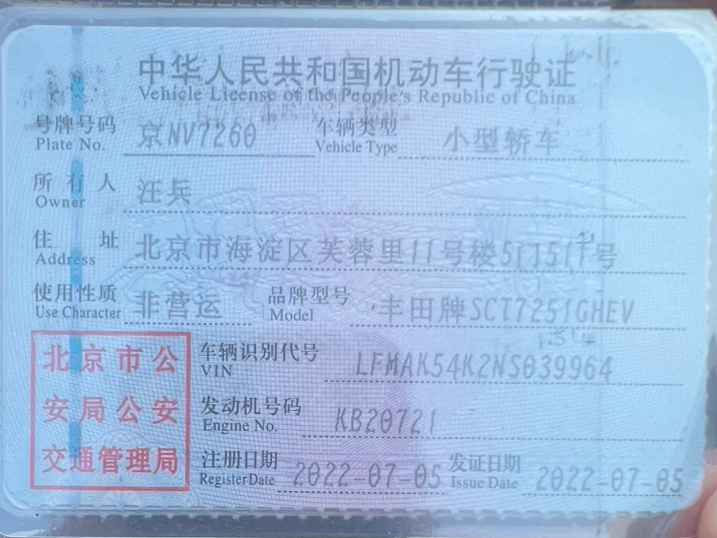 中华人民共和国机动车行驶证
Vehicle License of the People's Republic of China
号牌号码 京NV7260 车辆类型 小型轿车
Plate No. Vehicle Type
所有人 汪兵
Owner
住址 北京市海淀区芙蓉里11号楼5门511号
Address
使用性质 非营运 品牌型号 丰田牌SCT7251GHEV
Use Character Model
北京市公
安局公安
交通管理局
车辆识别代号 LFMAK54K2NS039964
VIN
发动机号码 KB20721
Engine No.
注册日期 2022-07-05 发证日期 2022-07-05
Register Date Issue Date